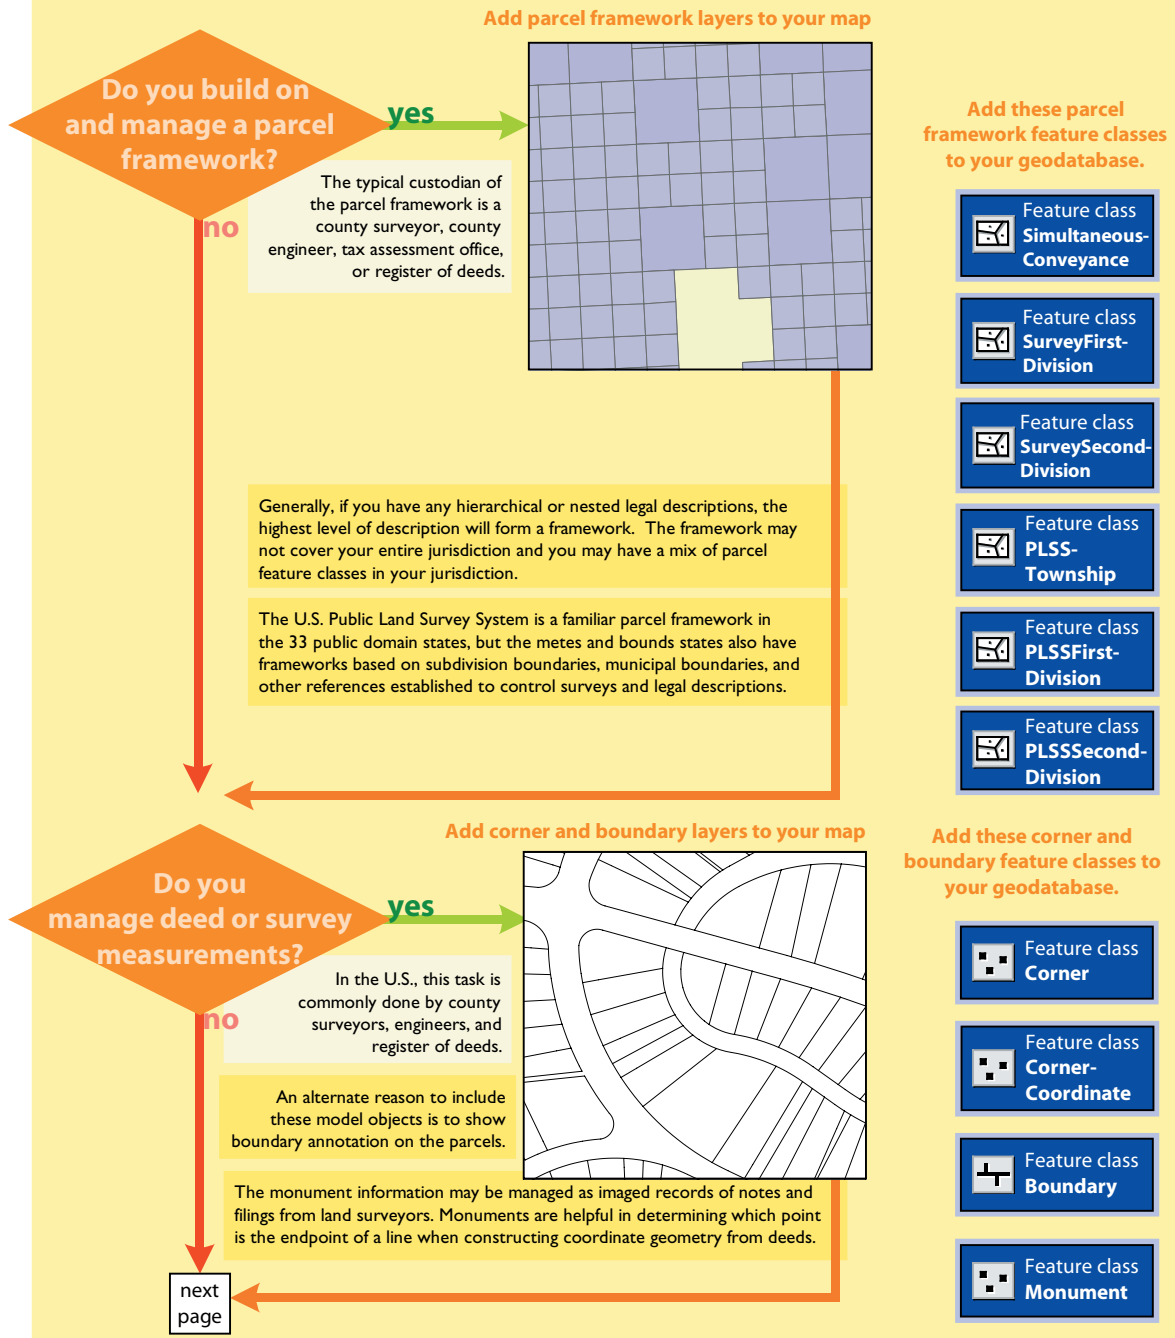 Add parcel framework layers to your map
Do you build on
and manage a parcel
framework?
yes
no
The typical custodian of
the parcel framework is a
county surveyor, county
engineer, tax assessment office,
or register of deeds.
Add these parcel
framework feature classes
to your geodatabase.
Feature class
Simultaneous-
Conveyance
Feature class
SurveyFirst-
Division
Feature class
SurveySecond-
Division
Feature class
PLSS-
Township
Feature class
PLSSFirst-
Division
Feature class
PLSSSecond-
Division
Generally, if you have any hierarchical or nested legal descriptions, the
highest level of description will form a framework. The framework may
not cover your entire jurisdiction and you may have a mix of parcel
feature classes in your jurisdiction.
The U.S. Public Land Survey System is a familiar parcel framework in
the 33 public domain states, but the metes and bounds states also have
frameworks based on subdivision boundaries, municipal boundaries, and
other references established to control surveys and legal descriptions.
Add corner and boundary layers to your map
Do you
manage deed or survey
measurements?
yes
no
In the U.S., this task is
commonly done by county
surveyors, engineers, and
register of deeds.
An alternate reason to include
these model objects is to show
boundary annotation on the parcels.
The monument information may be managed as imaged records of notes and
filings from land surveyors. Monuments are helpful in determining which point
is the endpoint of a line when constructing coordinate geometry from deeds.
Add these corner and
boundary feature classes to
your geodatabase.
Feature class
Corner
Feature class
Corner-
Coordinate
Feature class
Boundary
Feature class
Monument
next
page